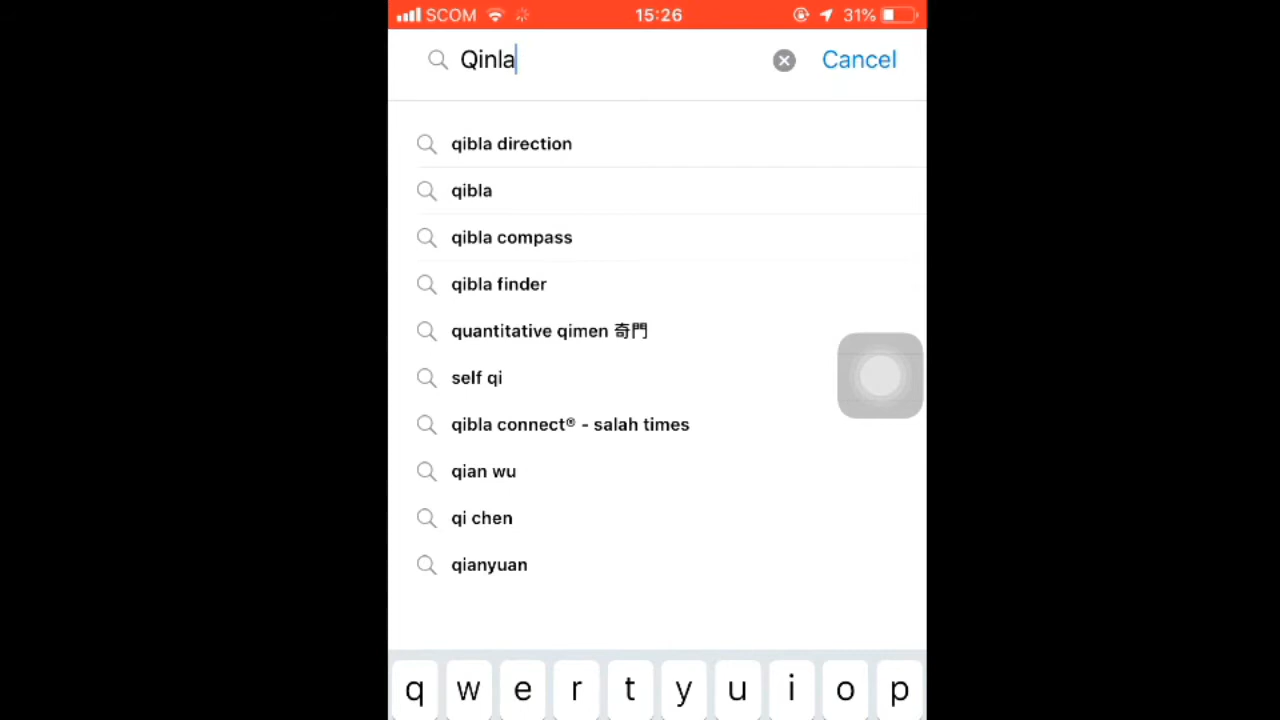 SCOM 15:26 31%
Qinla Cancel
qibla direction
qibla
qibla compass
qibla finder
quantitative qimen 奇門
self qi
qibla connect® - salah times
qian wu
qi chen
qianyuan
q w e r t y u i o p